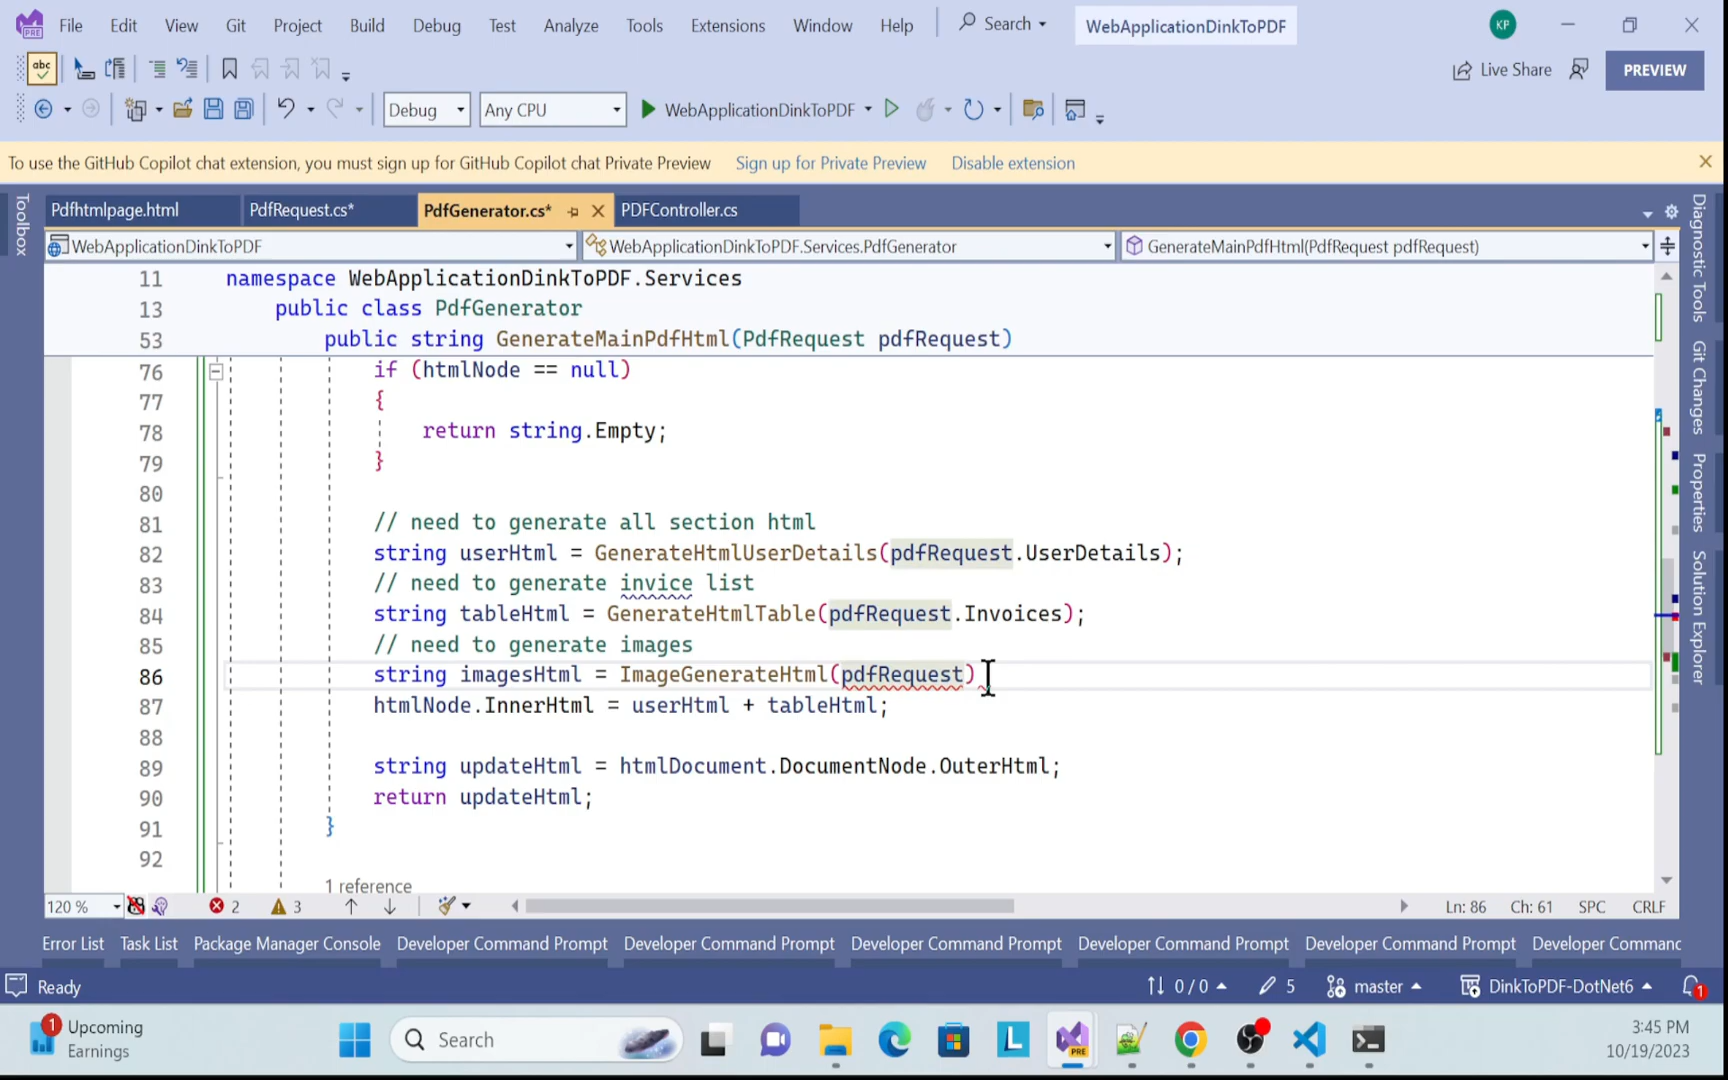 File Edit View Git Project Build Debug Test Analyze Tools Extensions Window Help Search WebApplicationDinkToPDF KP
PRE
abc Live Share PREVIEW
Debug Any CPU WebApplicationDinkToPDF
To use the GitHub Copilot chat extension, you must sign up for GitHub Copilot chat Private Preview Sign up for Private Preview Disable extension
Pdfhtmlpage.html PdfRequest.cs* PdfGenerator.cs* PDFController.cs
WebApplicationDinkToPDF WebApplicationDinkToPDF.Services.PdfGenerator GenerateMainPdfHtml(PdfRequest pdfRequest)
Toolbox
11 namespace WebApplicationDinkToPDF.Services
13 public class PdfGenerator
53 public string GenerateMainPdfHtml(PdfRequest pdfRequest)
76 if (htmlNode == null)
77 {
78 return string.Empty;
79 }
80
81 // need to generate all section html
82 string userHtml = GenerateHtmlUserDetails(pdfRequest.UserDetails);
83 // need to generate invice list
84 string tableHtml = GenerateHtmlTable(pdfRequest.Invoices);
85 // need to generate images
86 string imagesHtml = ImageGenerateHtml(pdfRequest)
87 htmlNode.InnerHtml = userHtml + tableHtml;
88
89 string updateHtml = htmlDocument.DocumentNode.OuterHtml;
90 return updateHtml;
91 }
92
1 reference
Diagnostic Tools
Git Changes
Properties
Solution Explorer
120 % 2 3 Ln: 86 Ch: 61 SPC CRLF
Error List Task List Package Manager Console Developer Command Prompt Developer Command Prompt Developer Command Prompt Developer Command Prompt Developer Command Prompt Developer Commanc
Ready 0 / 0 5 master DinkToPDF-DotNet6 1
1 Upcoming
Earnings
Search
L
PRE
3:45 PM
10/19/2023